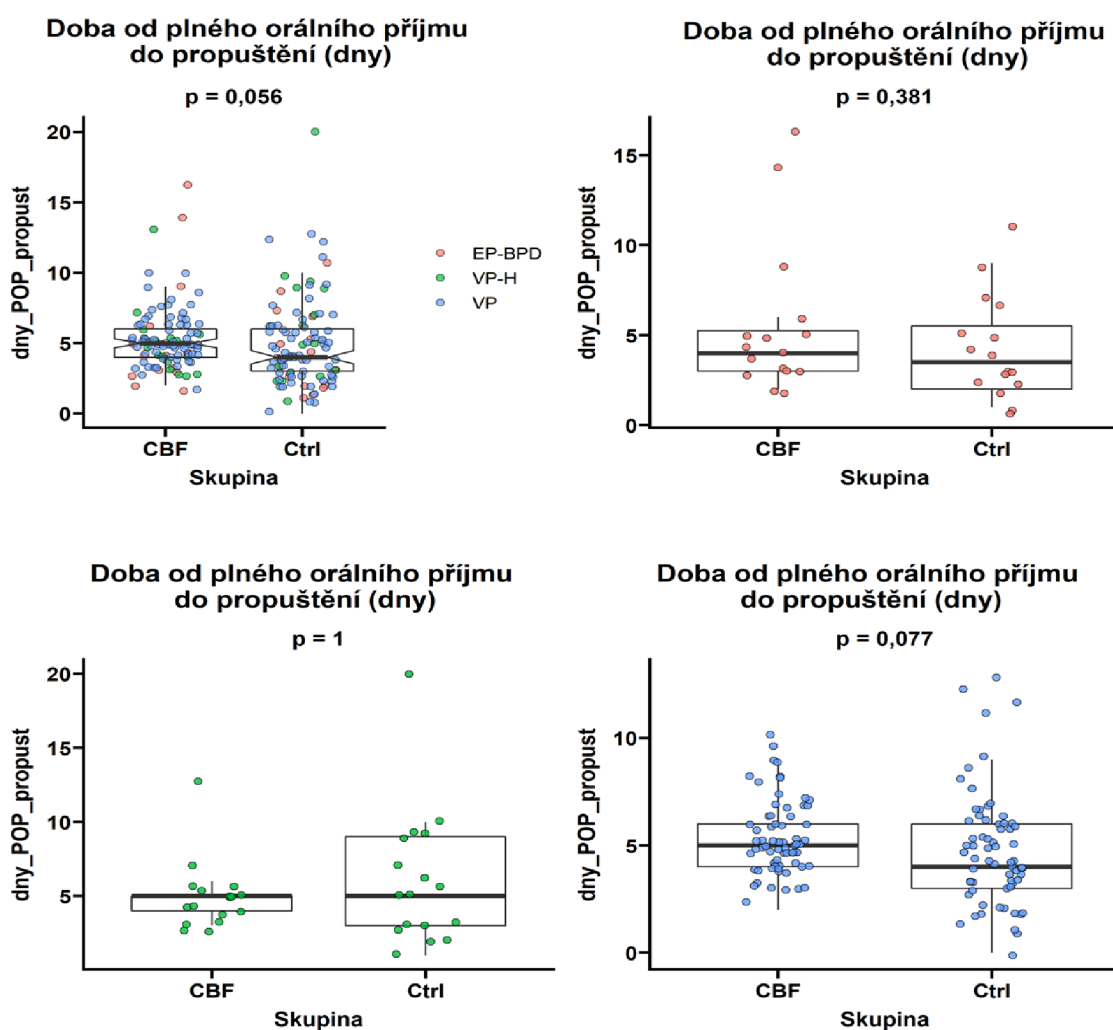 Doba od plného orálního příjmu
do propuštění (dny)
p = 0,056
dny_POP_propust
20
15
10
5
0
CBF
Ctrl
Skupina
EP-BPD
VP-H
VP
Doba od plného orálního příjmu
do propuštění (dny)
p = 0,381
dny_POP_propust
15
10
5
0
CBF
Ctrl
Skupina
Doba od plného orálního příjmu
do propuštění (dny)
p = 1
dny_POP_propust
20
15
10
5
CBF
Ctrl
Skupina
Doba od plného orálního příjmu
do propuštění (dny)
p = 0,077
dny_POP_propust
10
5
0
CBF
Ctrl
Skupina